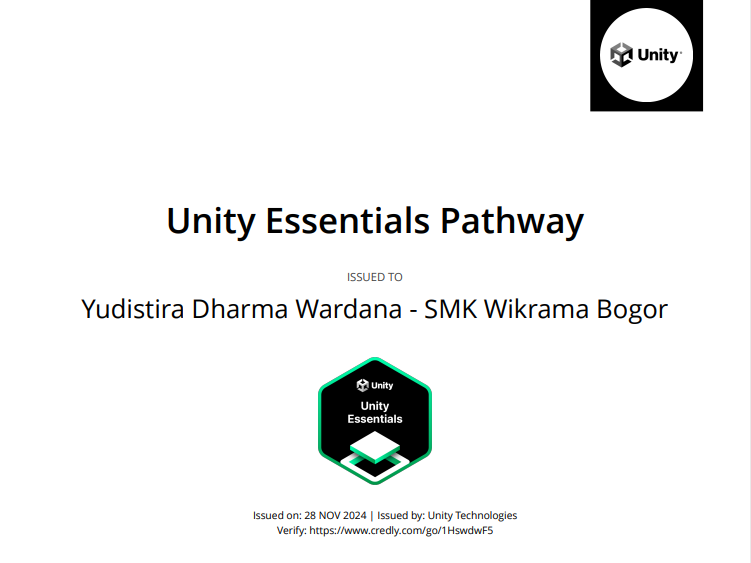 Unity
Unity Essentials Pathway
ISSUED TO
Yudistira Dharma Wardana - SMK Wikrama Bogor
Unity
Unity
Essentials
Issued on: 28 NOV 2024 | Issued by: Unity Technologies
Verify: https://www.credly.com/go/1HswdwF5